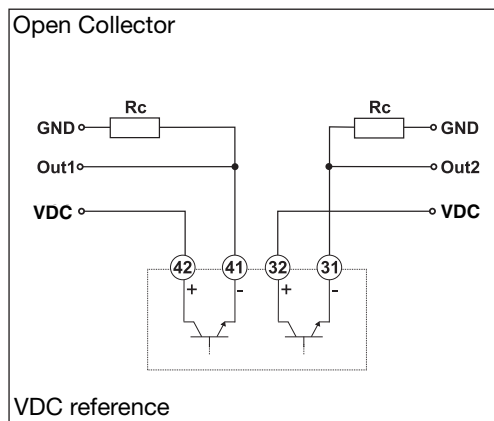 Open Collector
Rc Rc
GND GND
Out1 Out2
VDC VDC
42 41 32 31
+ - + -
VDC reference